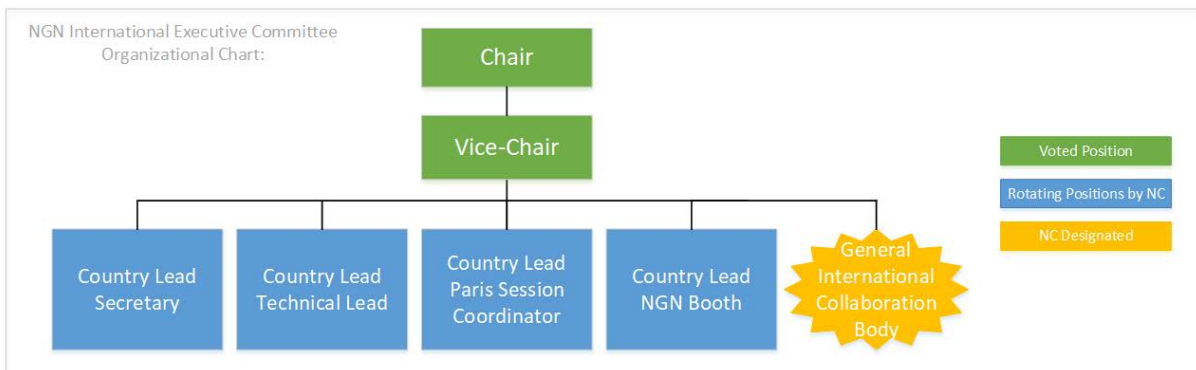 NGN International Executive Committee
Organizational Chart:
Chair
Vice-Chair
Voted Position
Rotating Positions by NC
NC Designated
Country Lead
Secretary
Country Lead
Technical Lead
Country Lead
Paris Session
Coordinator
Country Lead
NGN Booth
General
International
Collaboration
Body